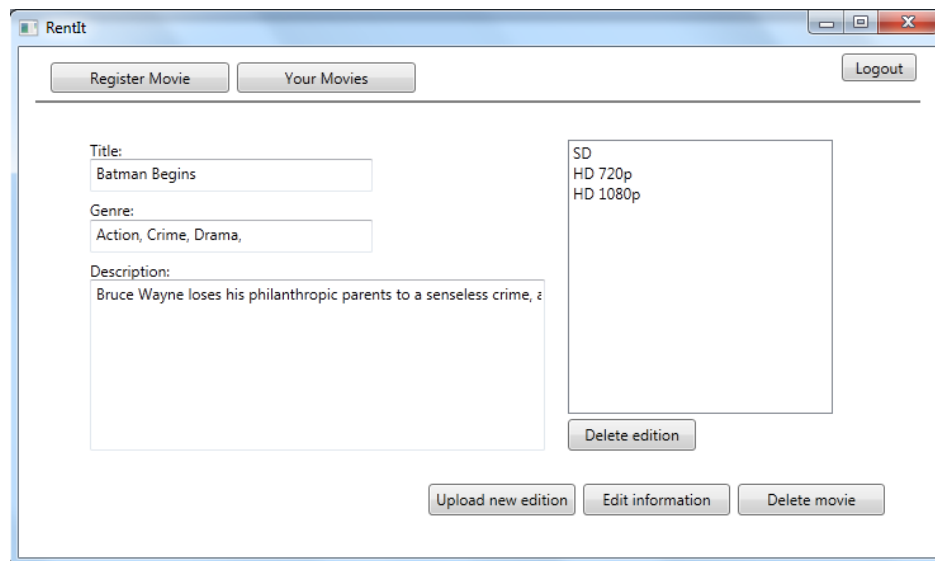 RentIt
Register Movie
Your Movies
Logout
Title:
Batman Begins
Genre:
Action, Crime, Drama,
Description:
Bruce Wayne loses his philanthropic parents to a senseless crime, a
SD
HD 720p
HD 1080p
Delete edition
Upload new edition
Edit information
Delete movie